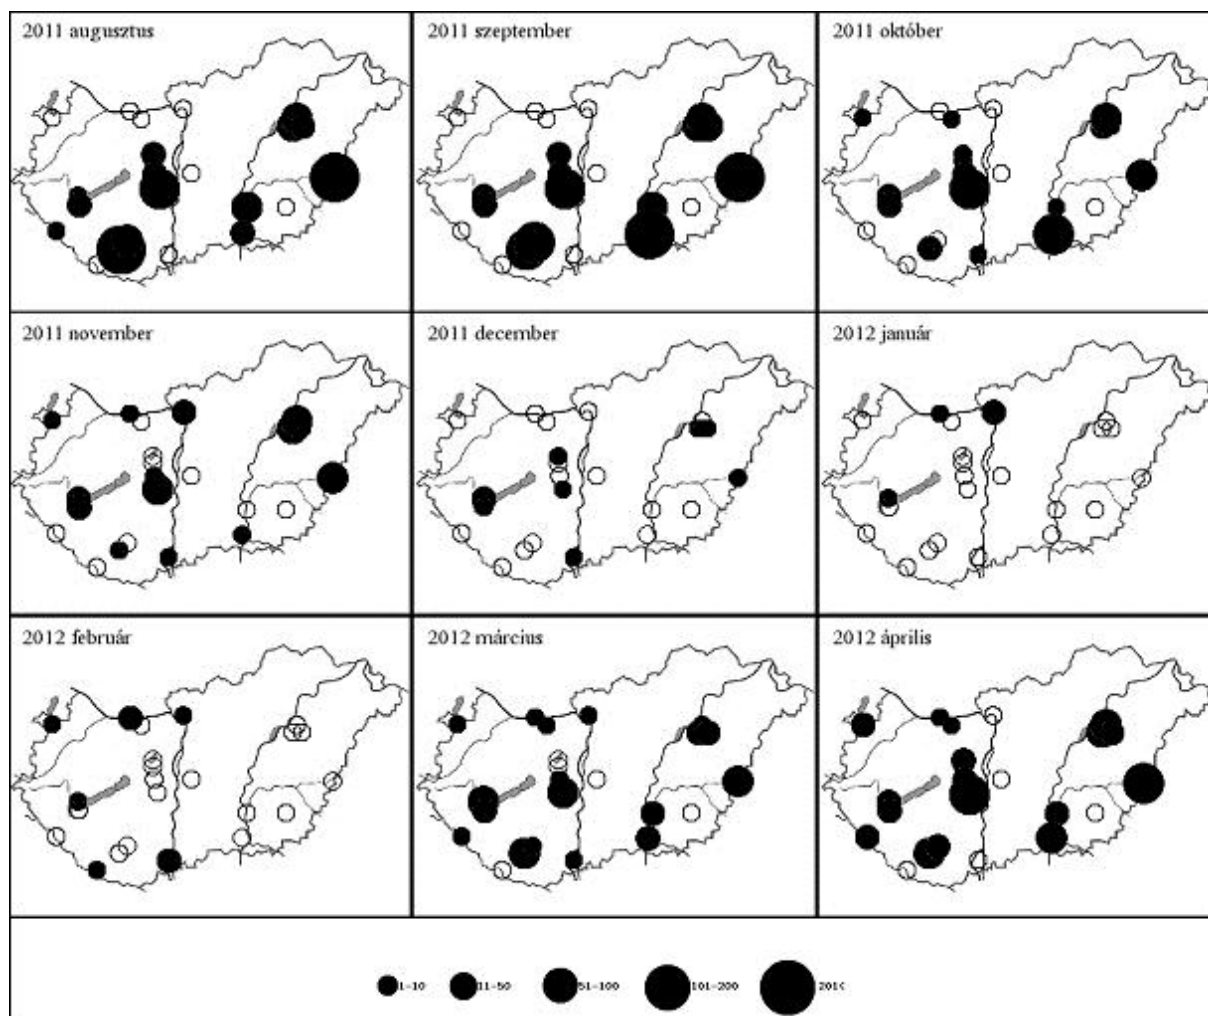 2011 augusztus
2011 szeptember
2011 október
2011 november
2011 december
2012 január
2012 február
2012 március
2012 április
1-10
11-50
51-100
101-200
201<